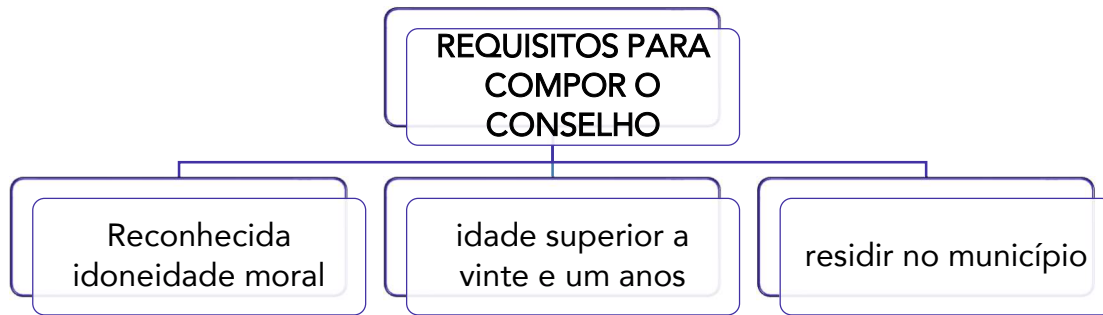 REQUISITOS PARA
COMPOR O
CONSELHO
Reconhecida
idoneidade moral
idade superior a
vinte e um anos
residir no município